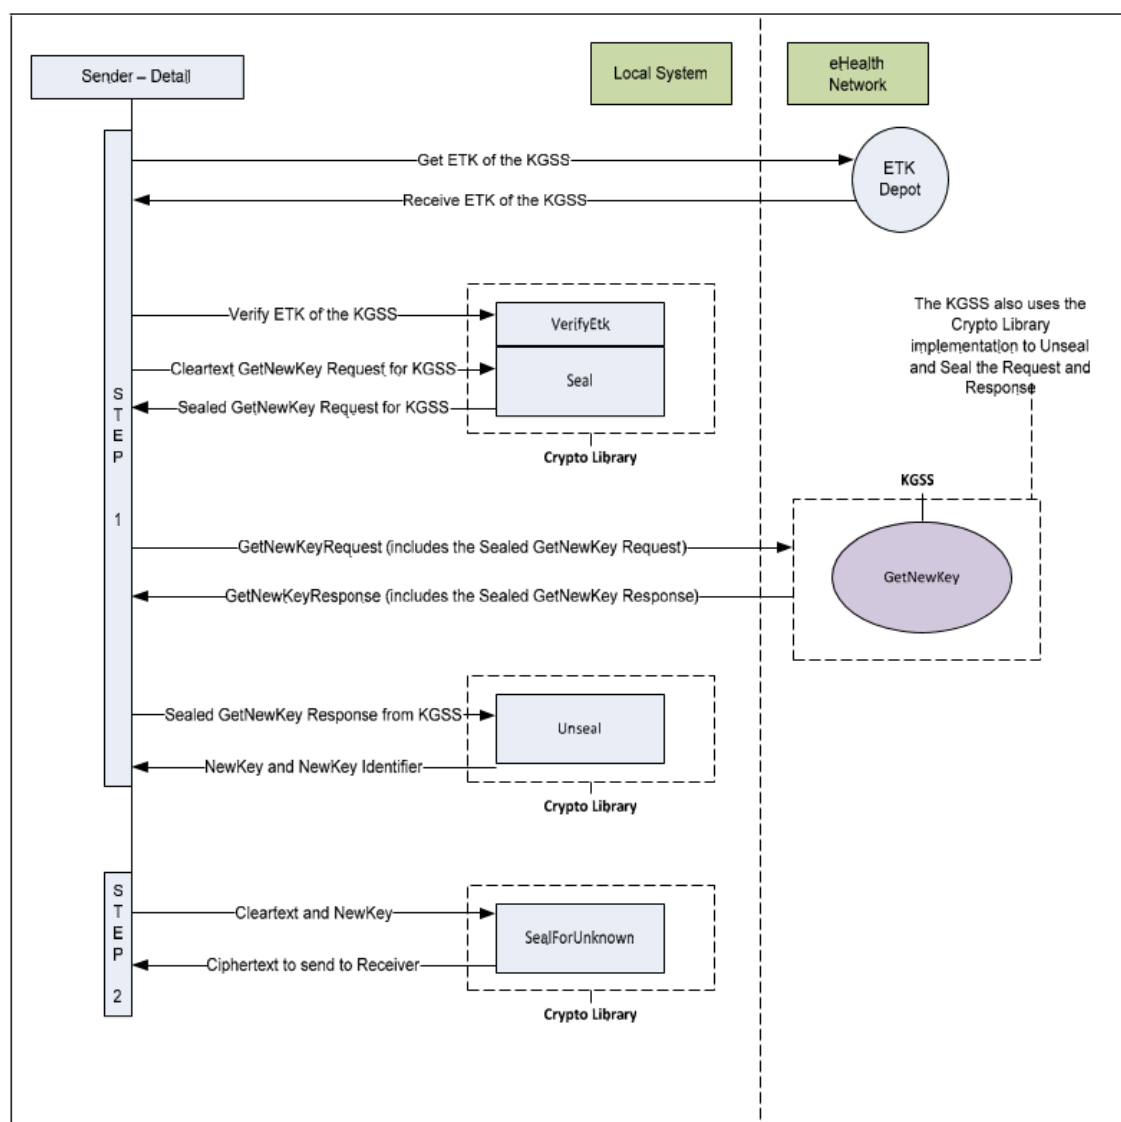 Sender – Detail
Local System
eHealth
Network
Get ETK of the KGSS
ETK
Depot
Receive ETK of the KGSS
The KGSS also uses the
Crypto Library
implementation to Unseal
and Seal the Request and
Response
Verify ETK of the KGSS
VerifyEtk
Cleartext GetNewKey Request for KGSS
Seal
Sealed GetNewKey Request for KGSS
Crypto Library
S
T
E
P
1
KGSS
GetNewKeyRequest (includes the Sealed GetNewKey Request)
GetNewKey
GetNewKeyResponse (includes the Sealed GetNewKey Response)
Sealed GetNewKey Response from KGSS
Unseal
NewKey and NewKey Identifier
Crypto Library
S
T
E
P
2
Cleartext and NewKey
SealForUnknown
Ciphertext to send to Receiver
Crypto Library